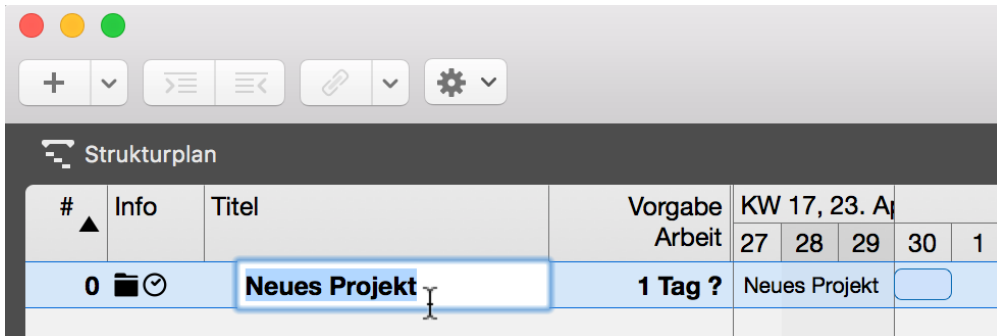 Strukturplan
# Info Titel Vorgabe Arbeit KW 17, 23. Ap
27 28 29 30 1
0 Neues Projekt 1 Tag ? Neues Projekt